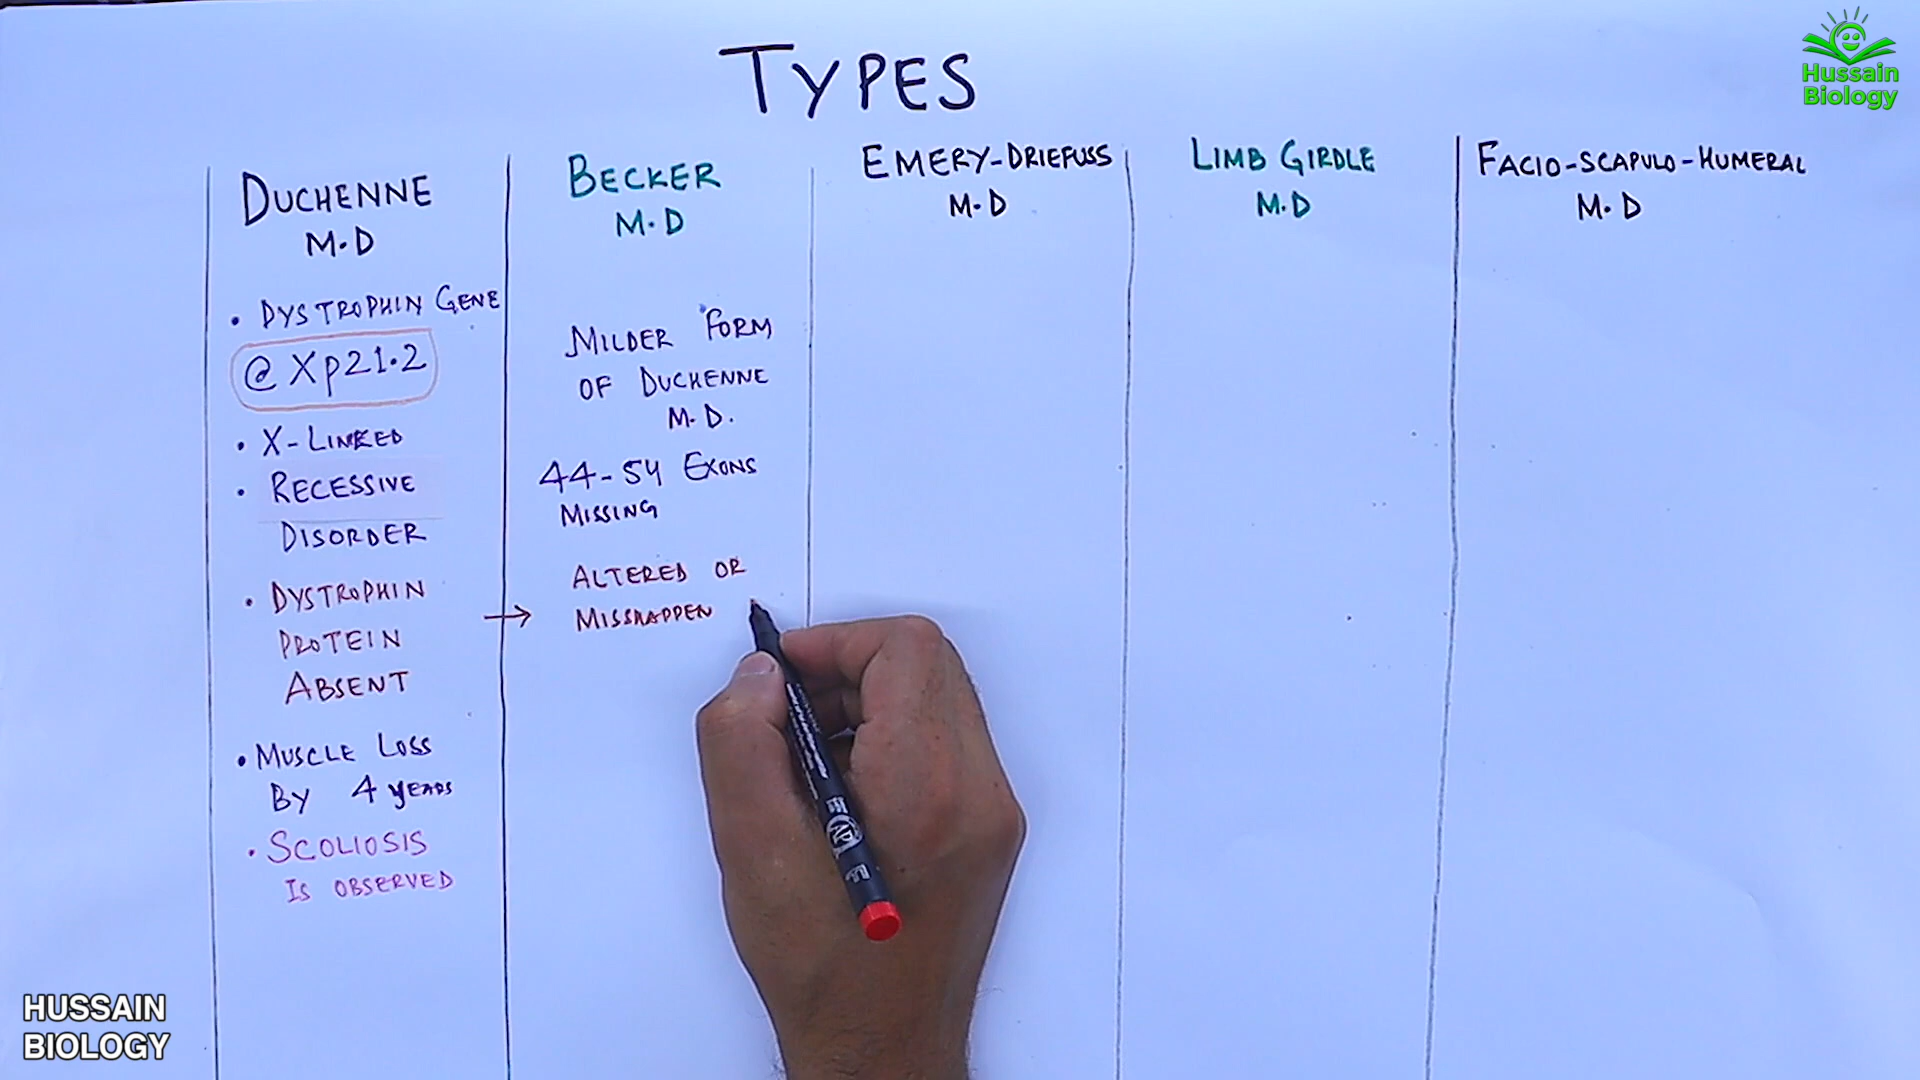 TYPES
DUCHENNE
M.D
• DYSTROPHIN GENE
@ Xp21.2
• X-LINKED
• RECESSIVE
DISORDER
• DYSTROPHIN
PROTEIN
ABSENT
• MUSCLE LOSS
BY 4 YEARS
• SCOLIOSIS
IS OBSERVED
BECKER
M.D
MILDER FORM
OF DUCHENNE
M.D.
44-54 EXONS
MISSING
→ ALTERED OR
MISSHAPPEN
EMERY-DRIEFUSS
M.D
LIMB GIRDLE
M.D
FACIO-SCAPULO-HUMERAL
M.D
Hussain
Biology
HUSSAIN
BIOLOGY